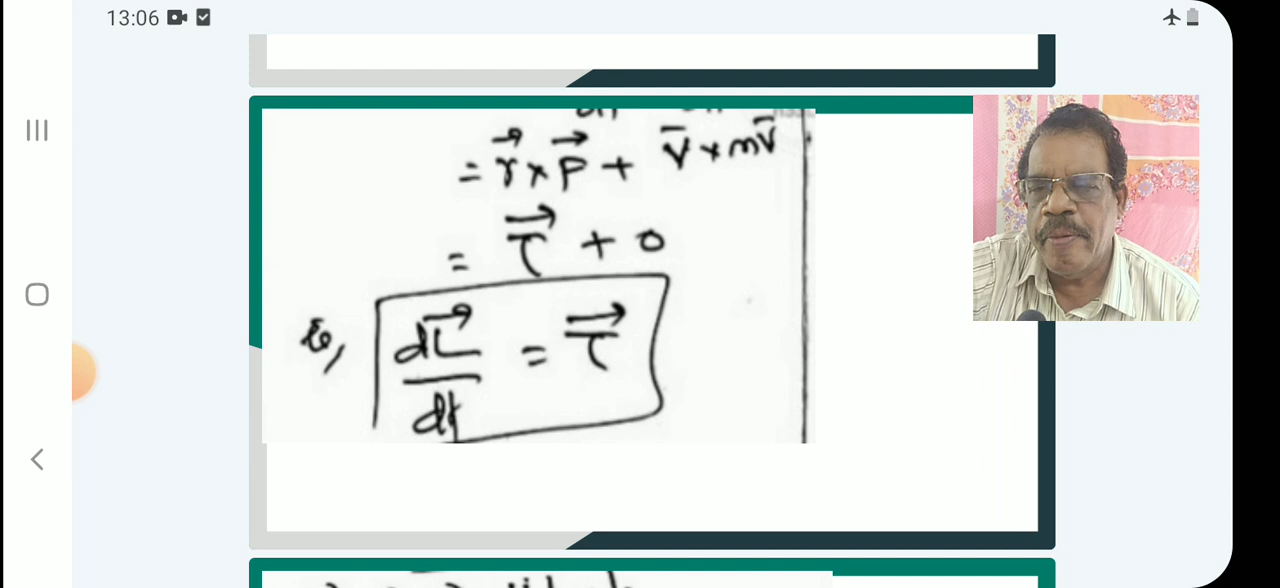 13:06
= r⃗ × P⃗ + V̄ × mV̄
= τ⃗ + 0
So, dL⃗/dt = τ⃗